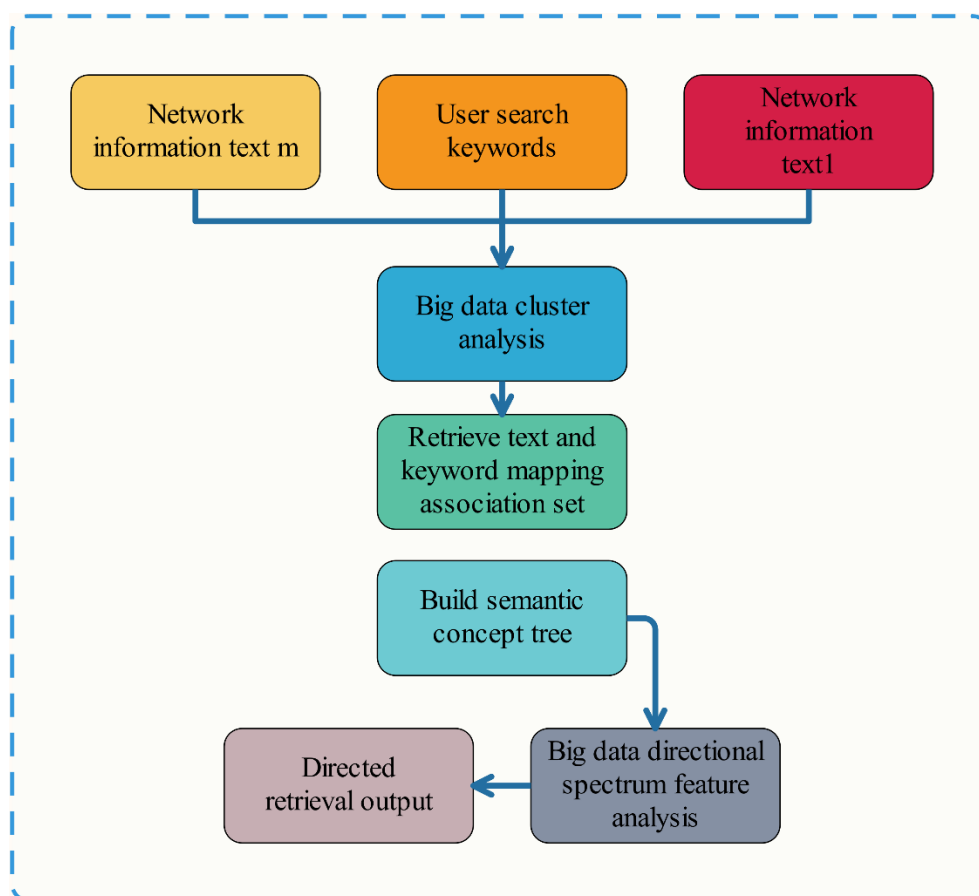 Network
information text m
User search
keywords
Network
information
text1
Big data cluster
analysis
Retrieve text and
keyword mapping
association set
Build semantic
concept tree
Big data directional
spectrum feature
analysis
Directed
retrieval output